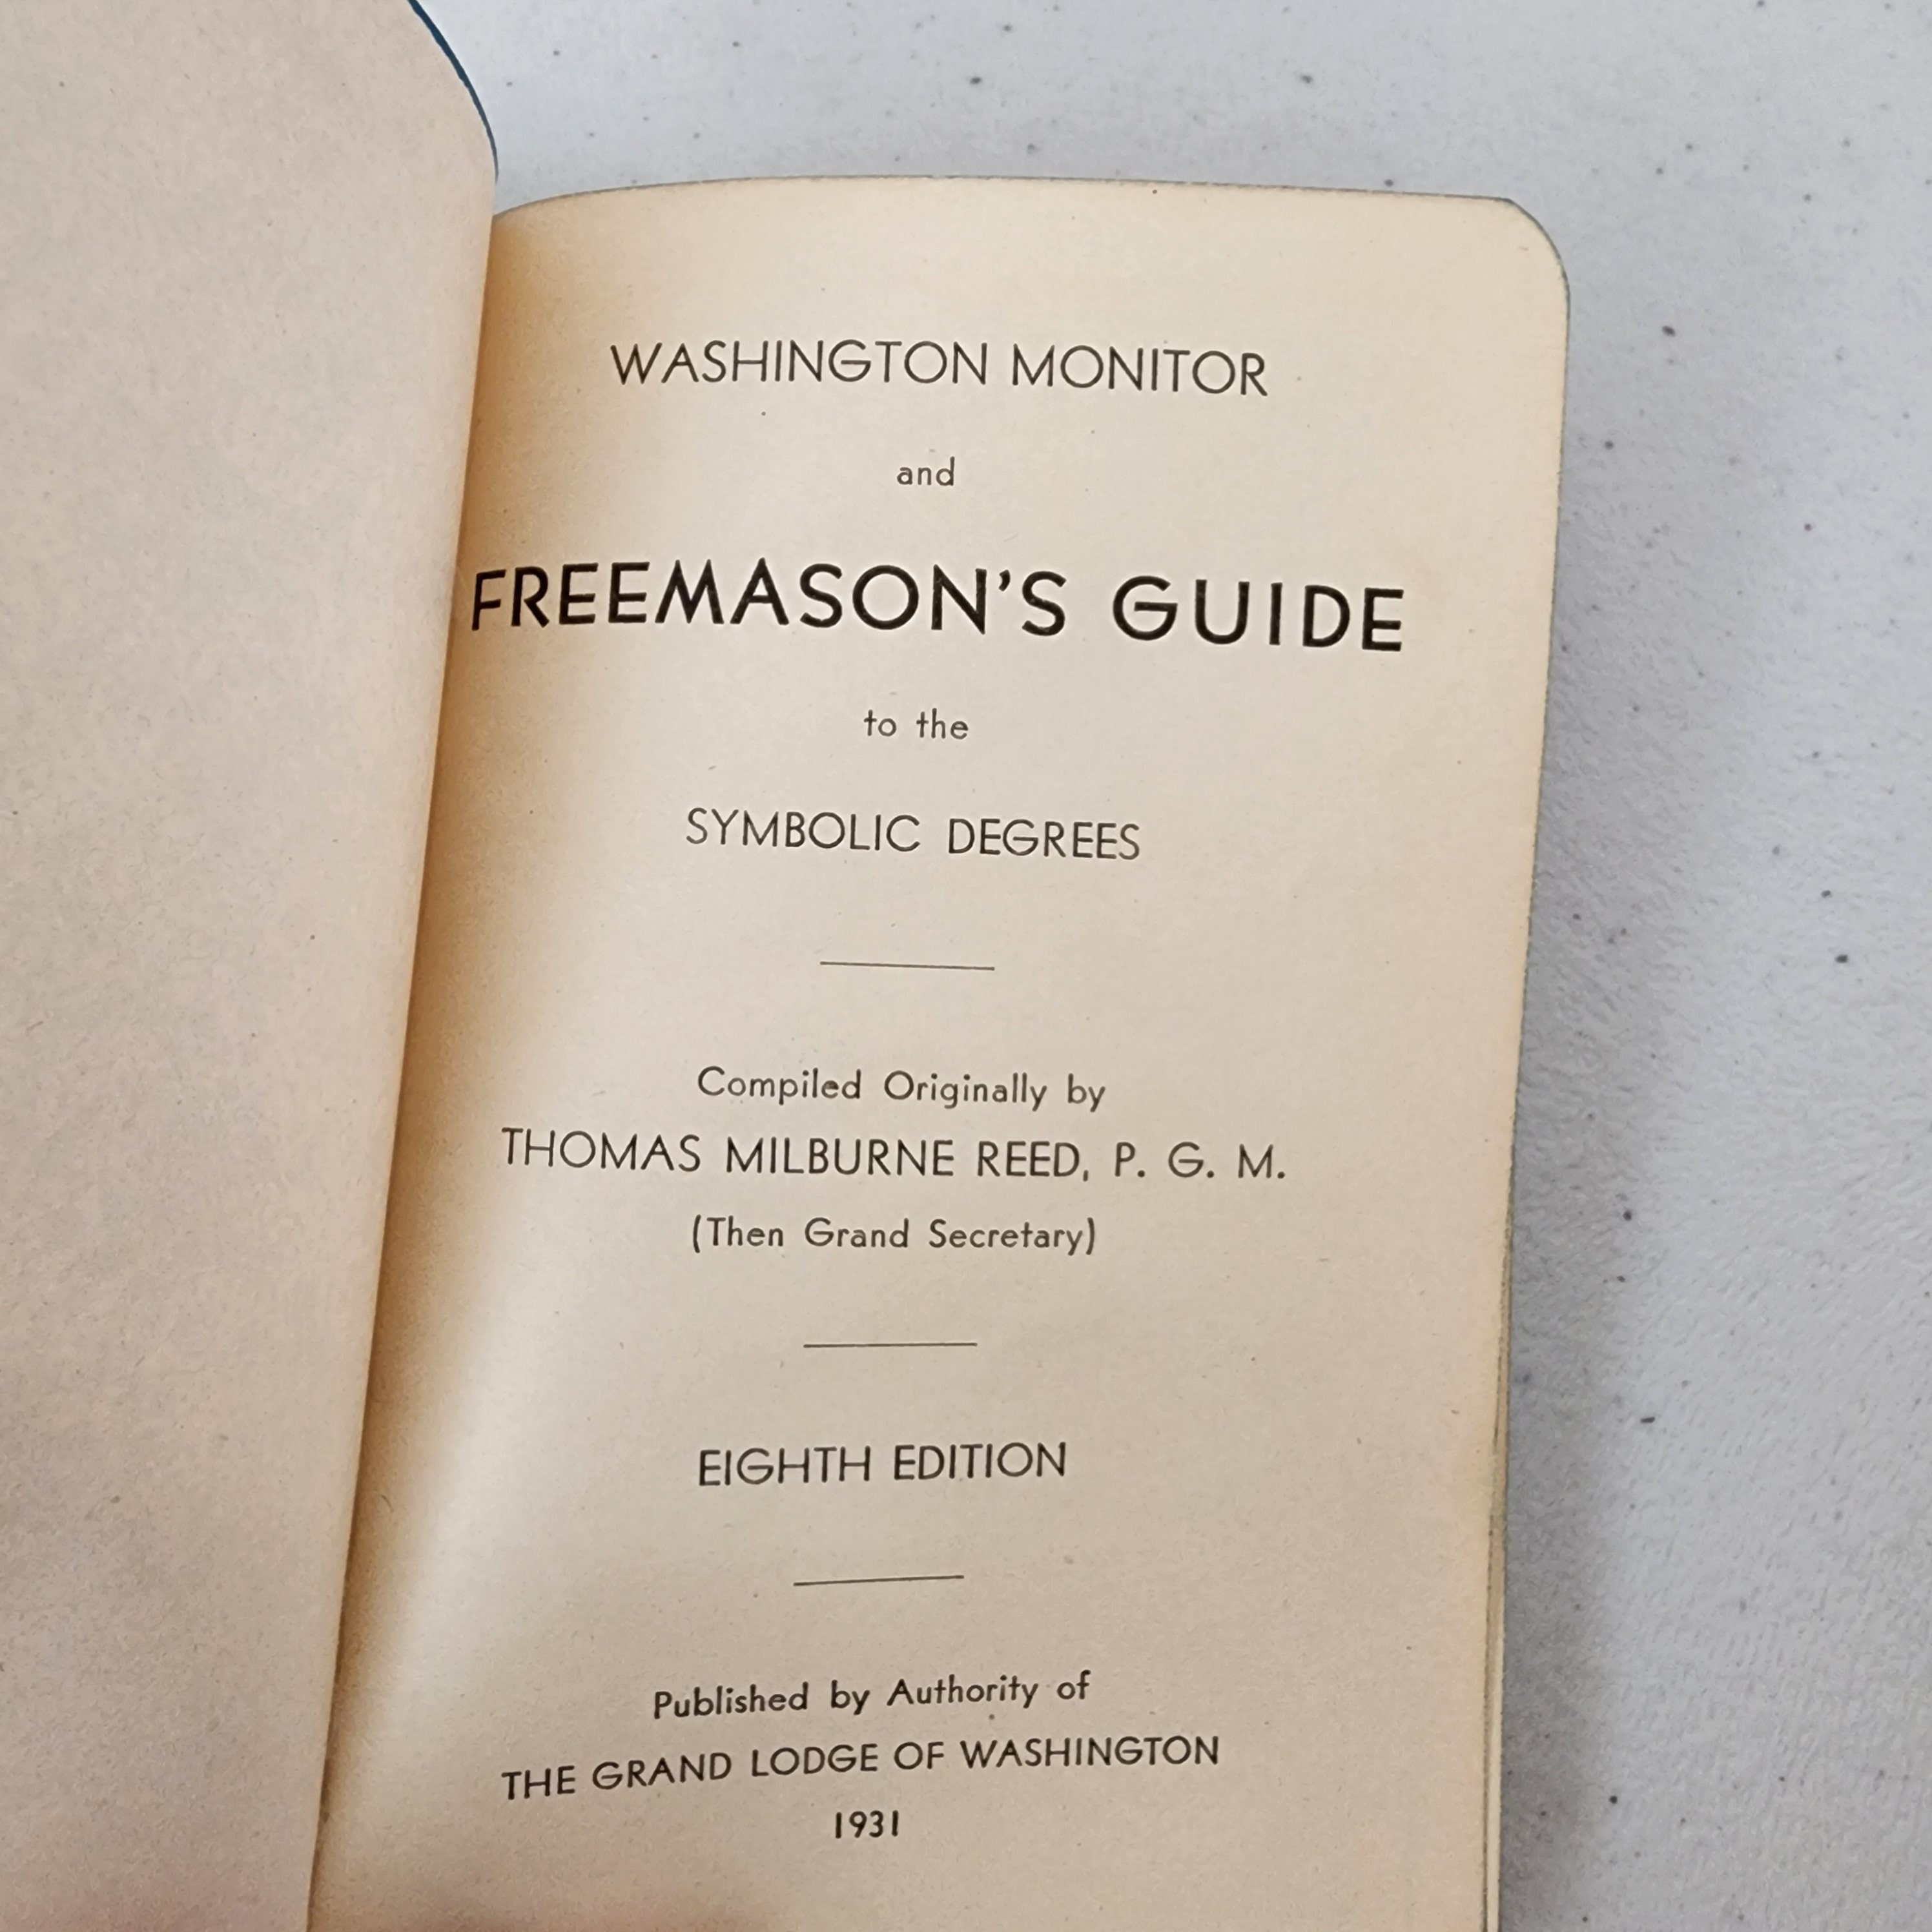 WASHINGTON MONITOR
and
FREEMASON'S GUIDE
to the
SYMBOLIC DEGREES
Compiled Originally by
THOMAS MILBURNE REED, P. G. M.
(Then Grand Secretary)
EIGHTH EDITION
Published by Authority of
THE GRAND LODGE OF WASHINGTON
1931